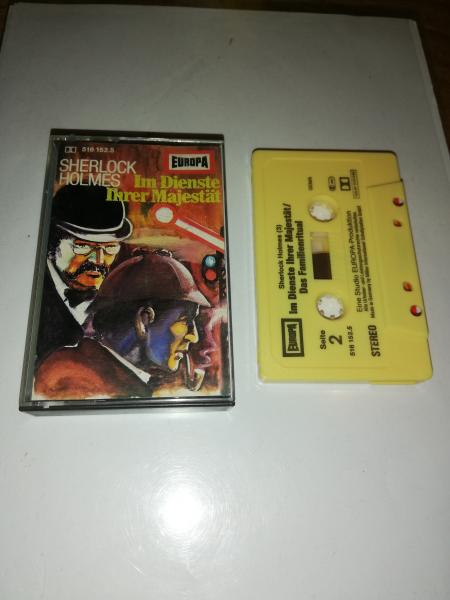 516 152.5
EUROPA
SHERLOCK
HOLMES
Im Dienste
Ihrer Majestät
Sherlock Holmes (3)
Im Dienste Ihrer Majestät/
Das Familienritual
EUROPA
Seite
2
516 152.5
Eine Studio EUROPA-Produktion
STEREO